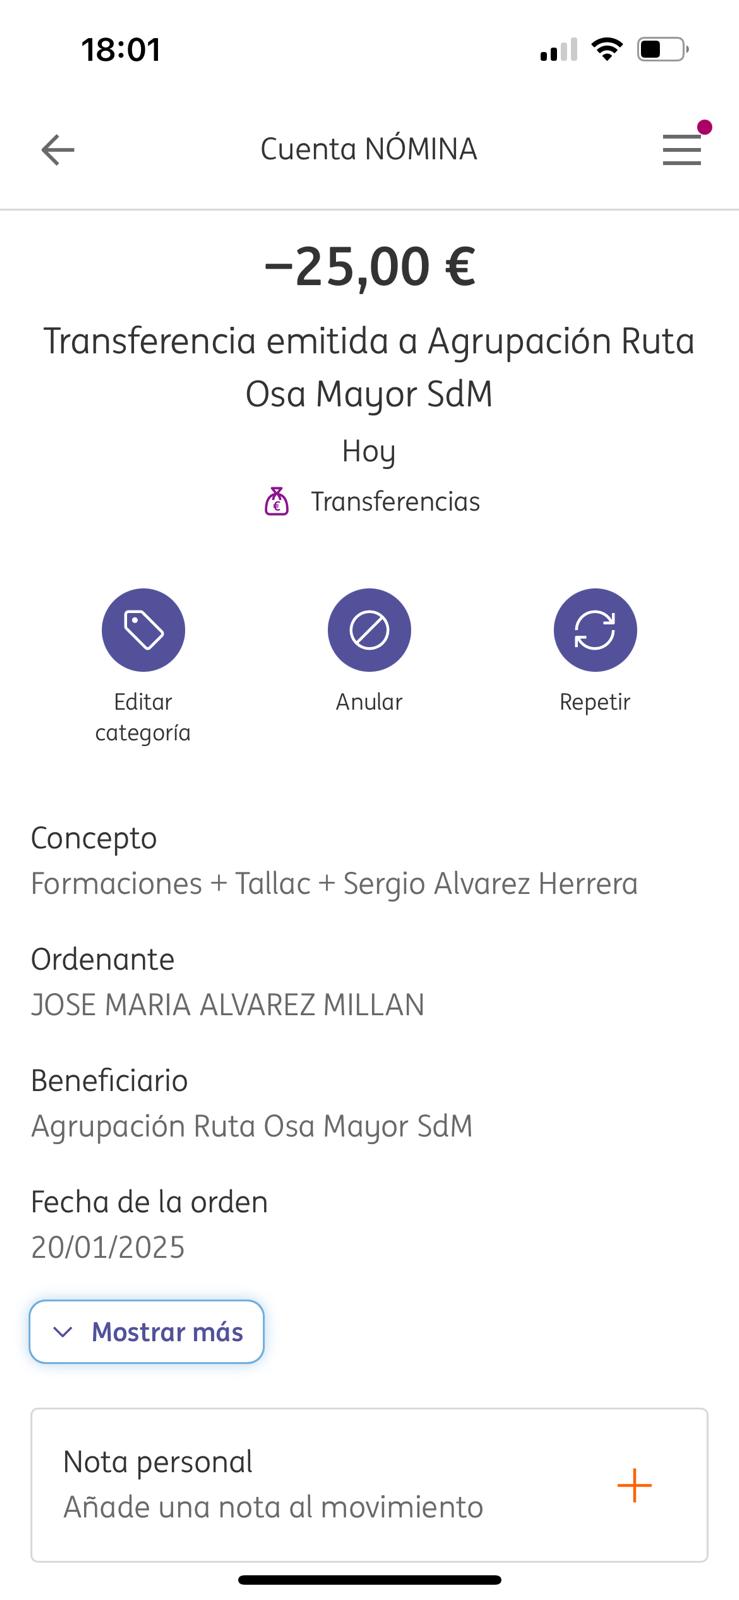 18:01
Cuenta NÓMINA
−25,00 €
Transferencia emitida a Agrupación Ruta
Osa Mayor SdM
Hoy
€ Transferencias
Editar
categoría
Anular
Repetir
Concepto
Formaciones + Tallac + Sergio Alvarez Herrera
Ordenante
JOSE MARIA ALVAREZ MILLAN
Beneficiario
Agrupación Ruta Osa Mayor SdM
Fecha de la orden
20/01/2025
Mostrar más
Nota personal
Añade una nota al movimiento